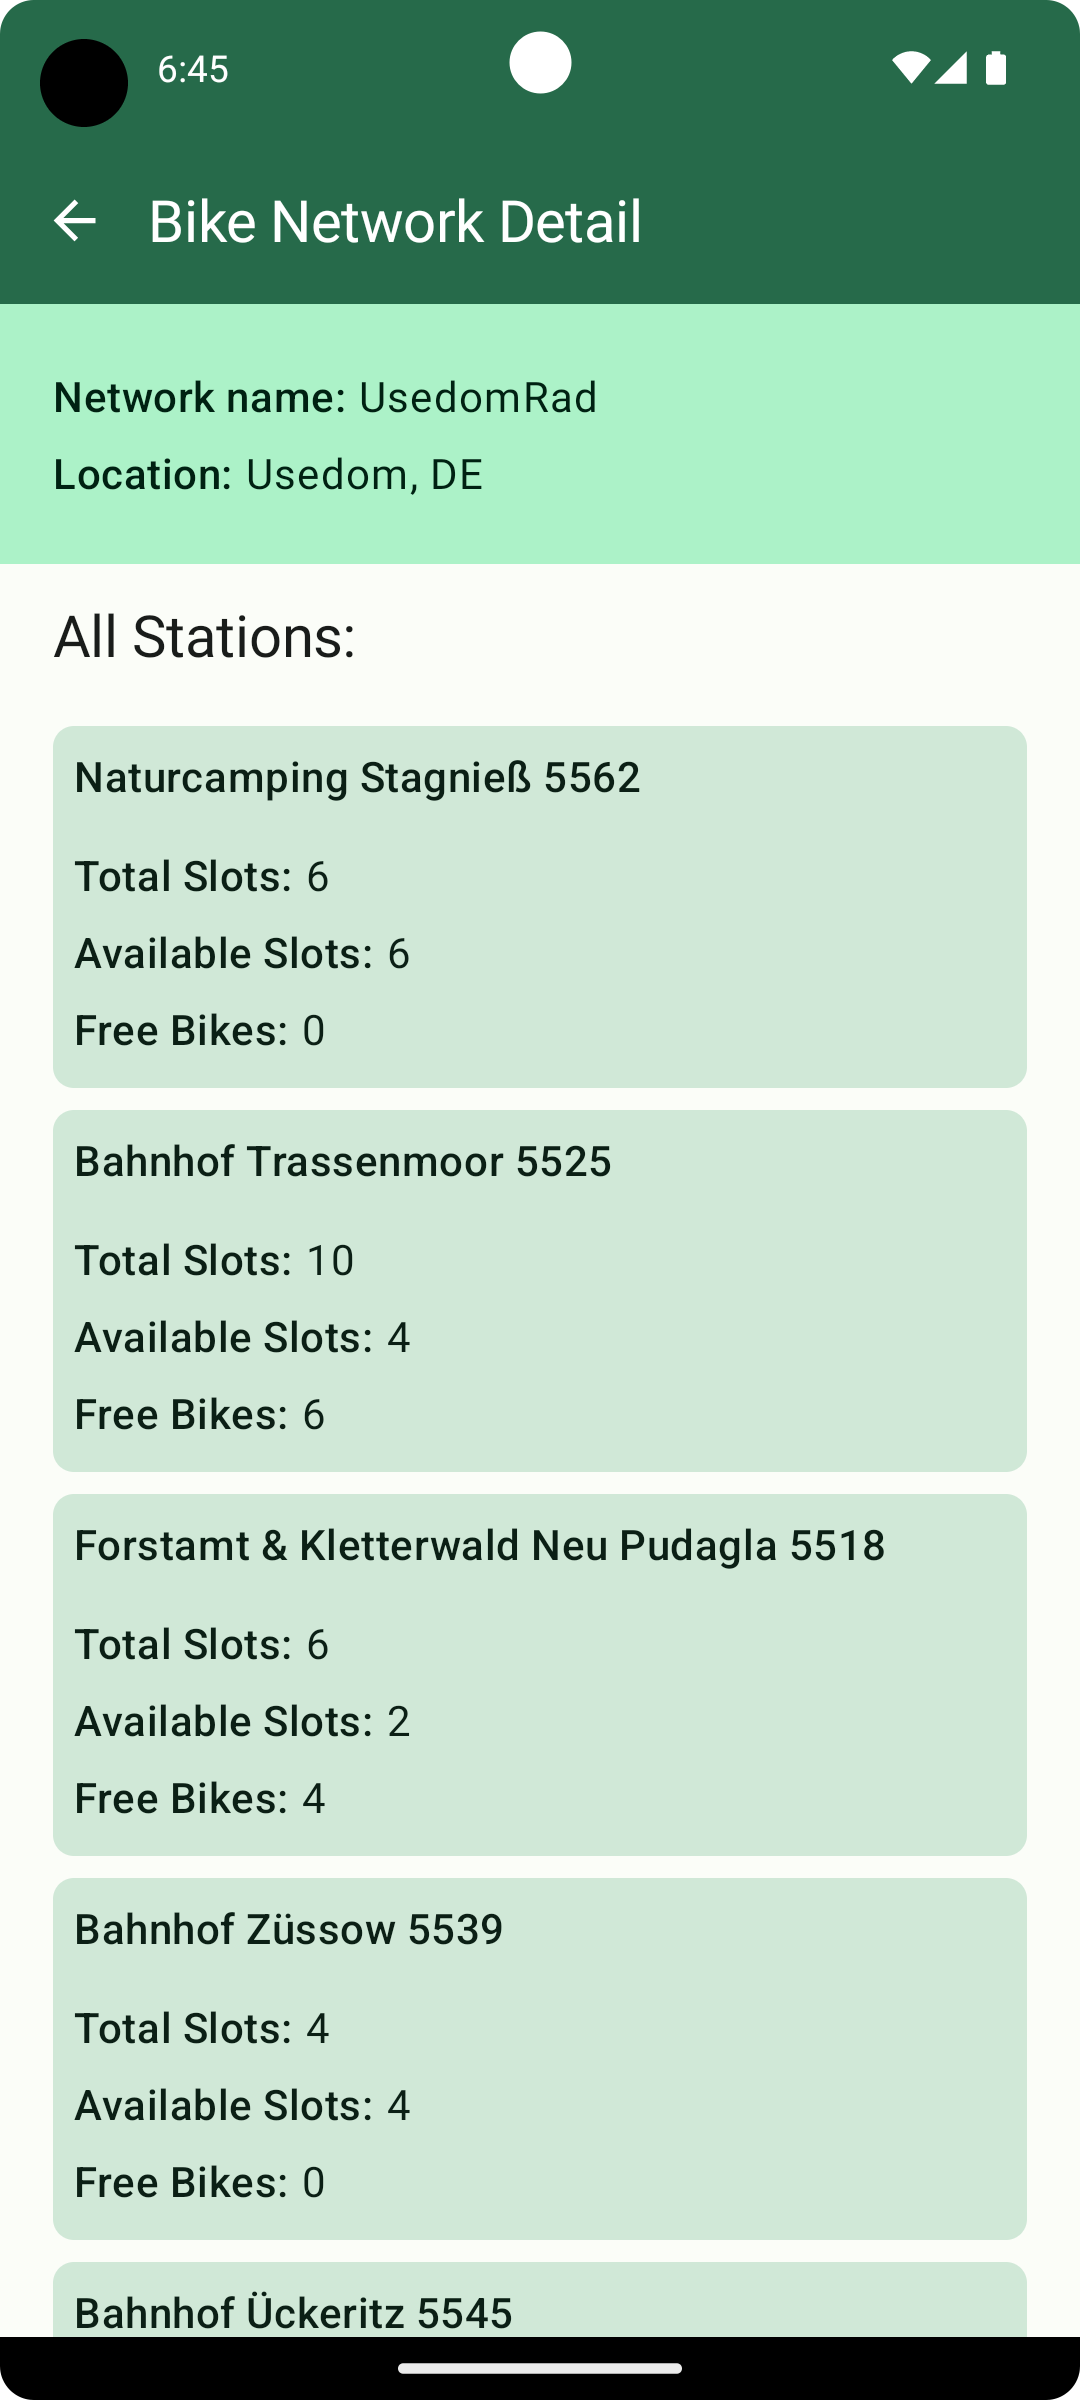 6:45
Bike Network Detail
Network name: UsedomRad
Location: Usedom, DE
All Stations:
Naturcamping Stagnieß 5562
Total Slots: 6
Available Slots: 6
Free Bikes: 0
Bahnhof Trassenmoor 5525
Total Slots: 10
Available Slots: 4
Free Bikes: 6
Forstamt & Kletterwald Neu Pudagla 5518
Total Slots: 6
Available Slots: 2
Free Bikes: 4
Bahnhof Züssow 5539
Total Slots: 4
Available Slots: 4
Free Bikes: 0
Bahnhof Ückeritz 5545